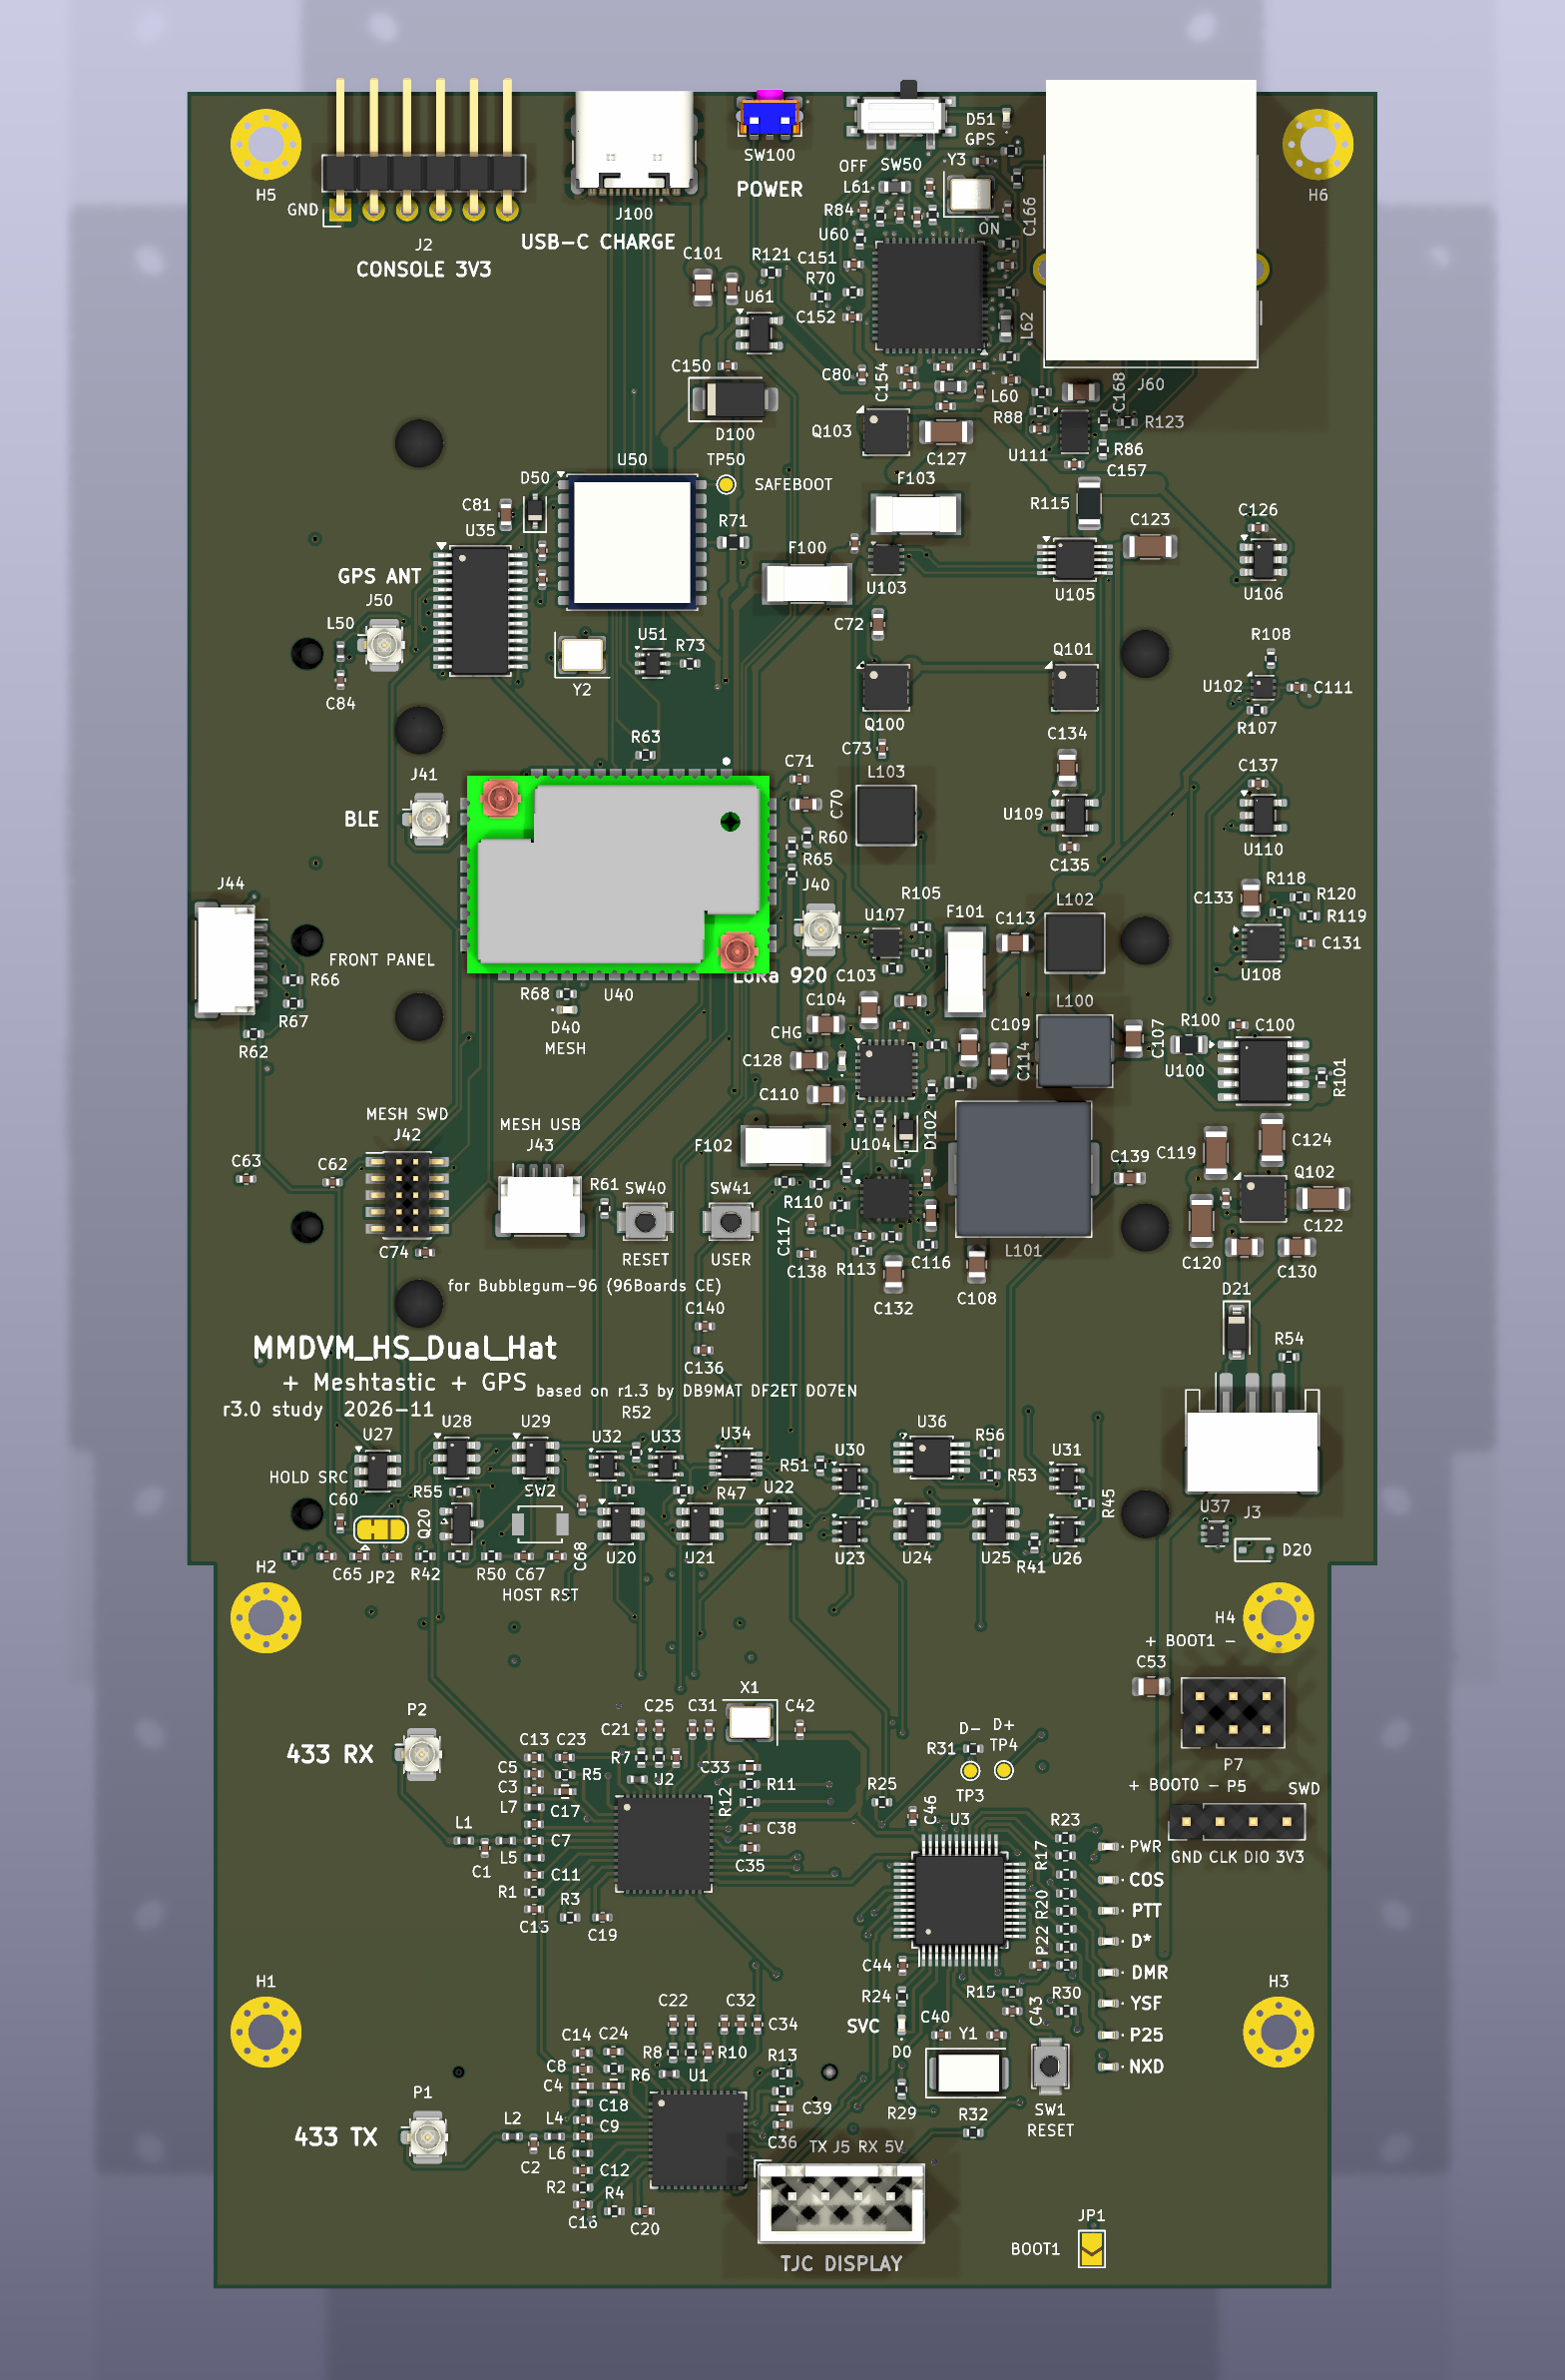 D51
GPS
SW100
POWER
OFF SW50 Y3
H5
GND
J2
CONSOLE 3V3
J100
USB-C CHARGE
L61
R84
ON
C166
H6
U60
C101
R121
C151
R70
U61
C152
L62
C150
C80
C154
L60
C168
J60
D100
Q103
R88
R123
C127
U111
R86
C157
U50
TP50
SAFEBOOT
D50
F103
C81
U35
R71
R115
C126
C123
F100
GPS ANT
J50
U103
U105
U106
L50
C72
U51
R73
Q101
R108
Y2
C84
Q100
U102
C111
R107
R63
C73
C134
J41
C71
L103
C137
BLE
C70
U109
R60
R65
U110
C135
J44
J40
R105
L102
R118
C133
R120
R119
U107
F101
C113
FRONT PANEL
C131
LoRa 920
C103
U108
R66
R68
U40
C104
L100
R67
D40
CHG
C109
R100
C100
R62
MESH
C128
C114
C107
U100
R101
C110
MESH SWD
J42
MESH USB
J43
F102
U104
D102
C124
C119
C63
C62
R61
SW40
SW41
C139
Q102
R110
C117
C122
C74
RESET
USER
C138
R113
C116
L101
C120
C130
for Bubblegum-96 (96Boards CE)
C132
C108
D21
C140
MMDVM_HS_Dual_Hat
C136
R54
+ Meshtastic + GPS
based on r1.3 by DB9MAT DF2ET DO7EN
r3.0 study 2026-11
R52
U27
U28
U29
U32
U33
U34
U30
U36
R56
U31
HOLD SRC
R51
R53
C60
R55
SW2
R47
U22
R45
U37
J3
Q20
C68
U20
U21
U23
U24
U25
U26
D20
H2
C65
JP2
R42
R50
C67
R41
HOST RST
H4
+ BOOT1 -
C53
P2
X1
C25
C31
C42
C21
433 RX
C13
C23
R7
C33
D-
D+
R31
TP4
P7
C5
R5
U2
R11
TP3
+ BOOT0 - P5
SWD
C3
R12
R25
C46
L7
C17
U3
R23
L1
C7
C38
R17
PWR
GND CLK DIO 3V3
C1
L5
C35
C11
COS
R1
R3
R20
PTT
C15
C19
P22
D*
C44
DMR
H1
R24
R15
C43
R30
H3
YSF
C22
C32
C34
SVC
C40
Y1
P25
C14
C24
R8
R10
D0
NXD
C8
R6
U1
R13
P1
C4
C18
R29
C39
R32
SW1
RESET
L2
L4
C9
433 TX
C36
TX J5 RX 5V
C2
L6
C12
R2
R4
C16
C20
JP1
BOOT1
TJC DISPLAY